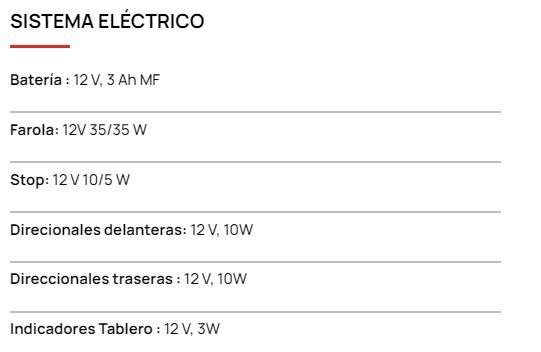 SISTEMA ELÉCTRICO
Batería : 12 V, 3 Ah MF
Farola: 12V 35/35 W
Stop: 12 V 10/5 W
Direcionales delanteras: 12 V, 10W
Direccionales traseras : 12 V, 10W
Indicadores Tablero : 12 V, 3W